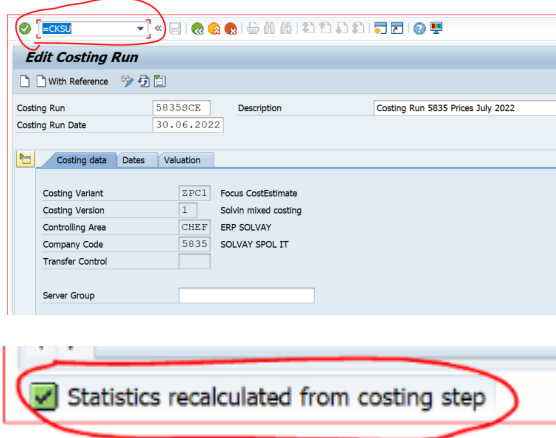 =CKSU
Edit Costing Run
With Reference
Costing Run 5835SCE Description Costing Run 5835 Prices July 2022
Costing Run Date 30.06.2022
Costing data Dates Valuation
Costing Variant ZPC1 Focus CostEstimate
Costing Version 1 Solvin mixed costing
Controlling Area CHEF ERP SOLVAY
Company Code 5835 SOLVAY SPOL IT
Transfer Control
Server Group
Statistics recalculated from costing step